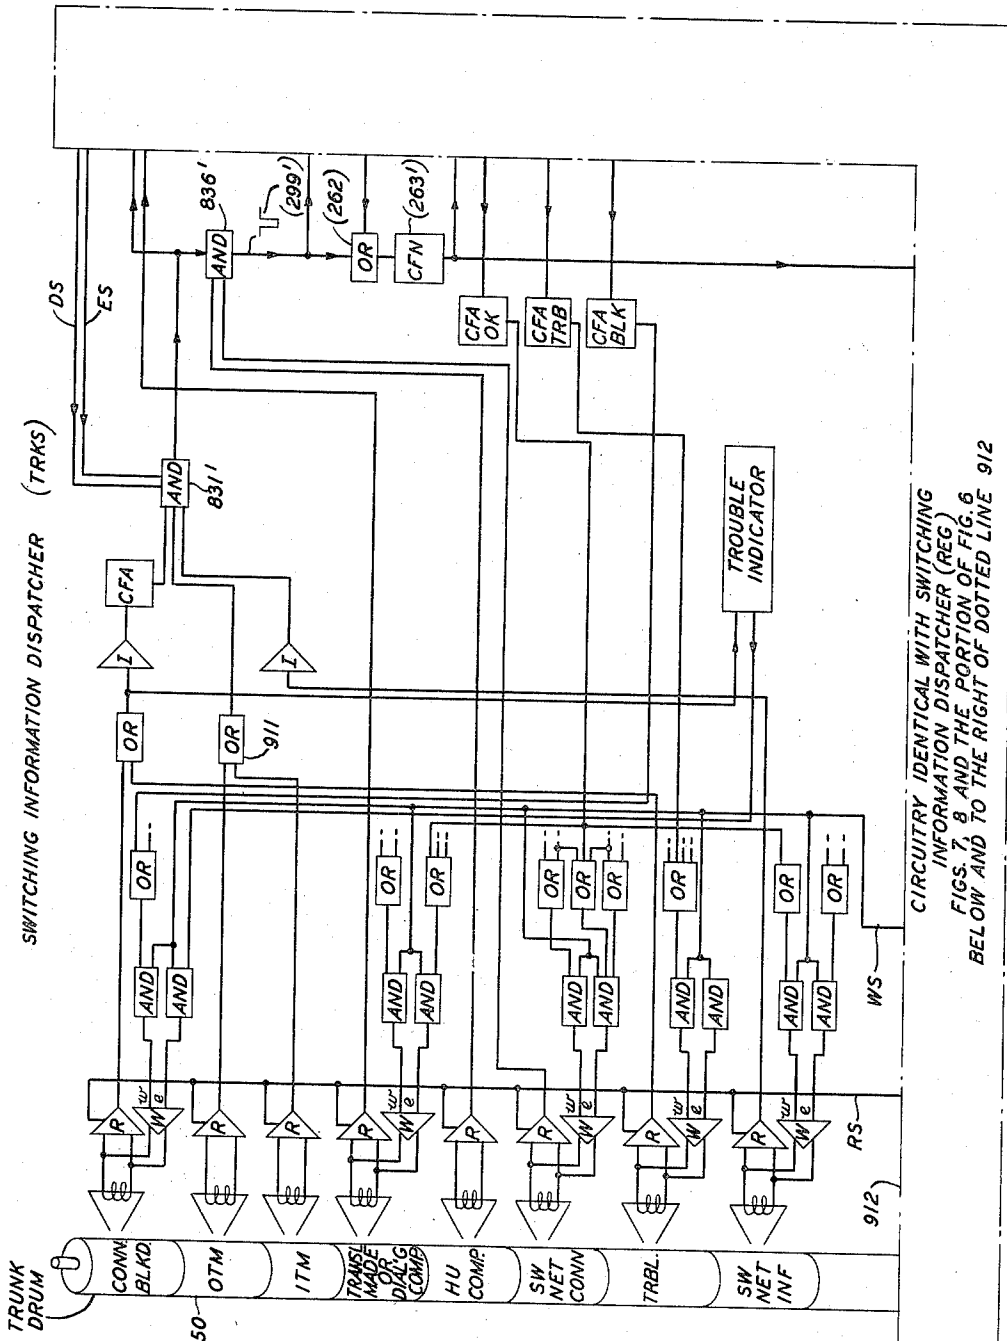 SWITCHING INFORMATION DISPATCHER (TRKS)
TRUNK
DRUM
50
CONN.
BLKD.
OTM
ITM
TRANSL
MADE
OR
DIAL'G
COMP.
HU
COMP.
SW
NET
CONN
TRBL.
SW
NET
INF
R
W
w
e
R
R
R
W
w
e
R
R
W
w
e
R
W
w
e
R
W
w
e
RS
912
AND
AND
OR
AND
AND
OR
OR
AND
AND
OR
OR
OR
AND
AND
OR
AND
AND
OR
OR
WS
OR
OR
911
I
CFA
I
AND
831'
DS
ES
AND
836'
(299')
OR
(262)
CFN
(263')
CFA
OK
CFA
TRB
CFA
BLK
TROUBLE
INDICATOR
CIRCUITRY IDENTICAL WITH SWITCHING
INFORMATION DISPATCHER (REG)
FIGS. 7, 8 AND THE PORTION OF FIG. 6
BELOW AND TO THE RIGHT OF DOTTED LINE 912